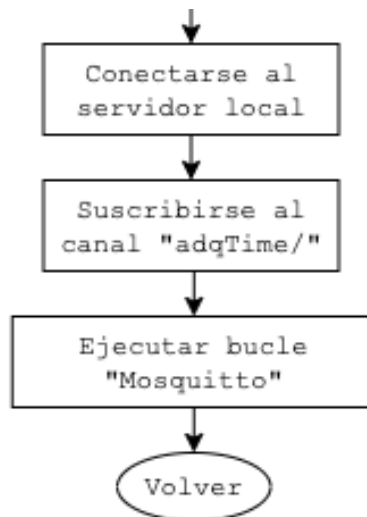 Conectarse al
servidor local
Suscribirse al
canal "adqTime/"
Ejecutar bucle
"Mosquitto"
Volver